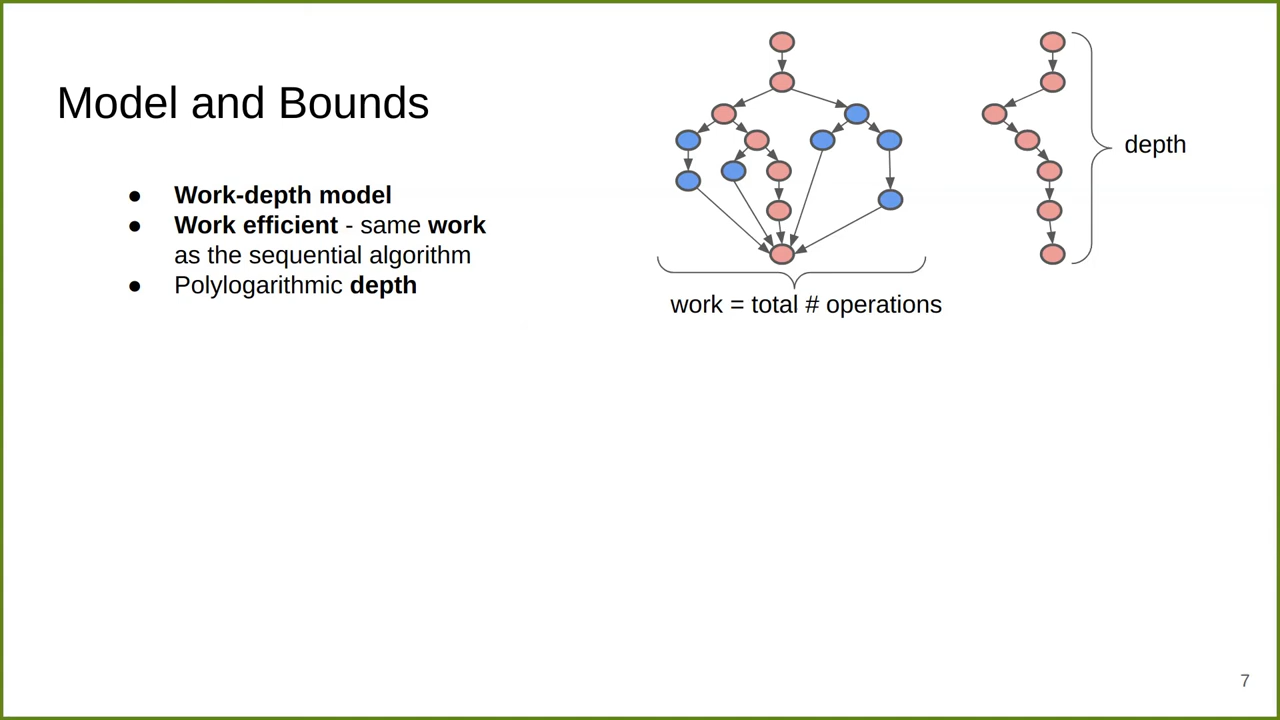 Model and Bounds
● Work-depth model
● Work efficient - same work
as the sequential algorithm
● Polylogarithmic depth
depth
work = total # operations
7